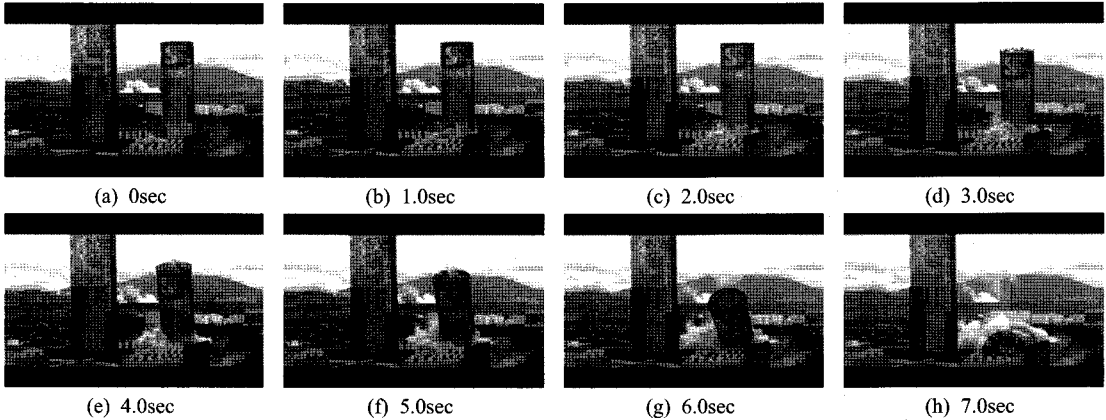 (a) 0sec
(b) 1.0sec
(c) 2.0sec
(d) 3.0sec
(e) 4.0sec
(f) 5.0sec
(g) 6.0sec
(h) 7.0sec